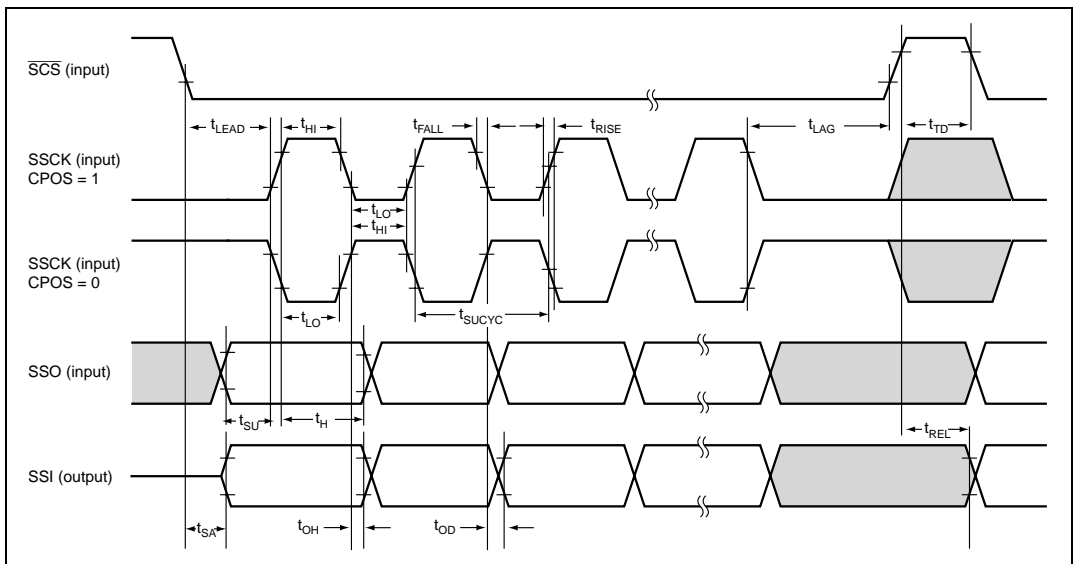 SCS (input)
tLEAD
tHI
tFALL
tRISE
tLAG
tTD
SSCK (input)
CPOS = 1
tLO
tHI
SSCK (input)
CPOS = 0
tLO
tSUCYC
SSO (input)
tSU
tH
tREL
SSI (output)
tSA
tOH
tOD